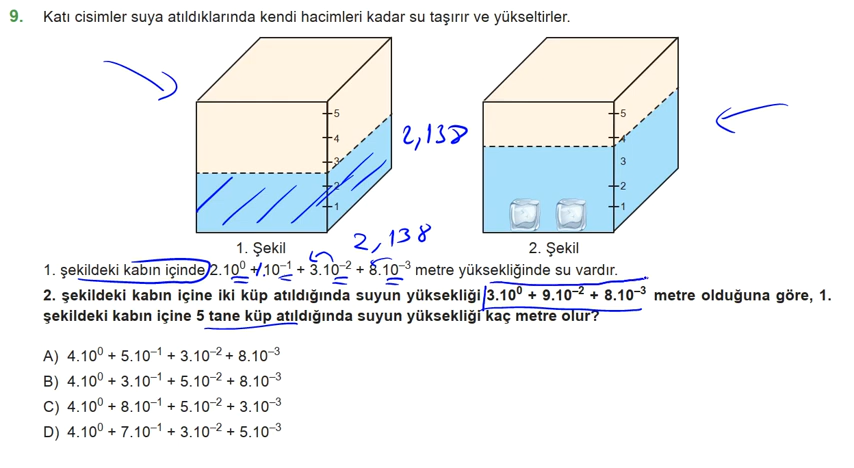 9. Katı cisimler suya atıldıklarında kendi hacimleri kadar su taşırır ve yükseltirler.
5
4
3
2
1
2,138
5
4
3
2
1
1. Şekil
2,138
2. Şekil
1. şekildeki kabın içinde 2.10⁰ + 1.10⁻¹ + 3.10⁻² + 8.10⁻³ metre yüksekliğinde su vardır.
2. şekildeki kabın içine iki küp atıldığında suyun yüksekliği 3.10⁰ + 9.10⁻² + 8.10⁻³ metre olduğuna göre, 1.
şekildeki kabın içine 5 tane küp atıldığında suyun yüksekliği kaç metre olur?
A) 4.10⁰ + 5.10⁻¹ + 3.10⁻² + 8.10⁻³
B) 4.10⁰ + 3.10⁻¹ + 5.10⁻² + 8.10⁻³
C) 4.10⁰ + 8.10⁻¹ + 5.10⁻² + 3.10⁻³
D) 4.10⁰ + 7.10⁻¹ + 3.10⁻² + 5.10⁻³